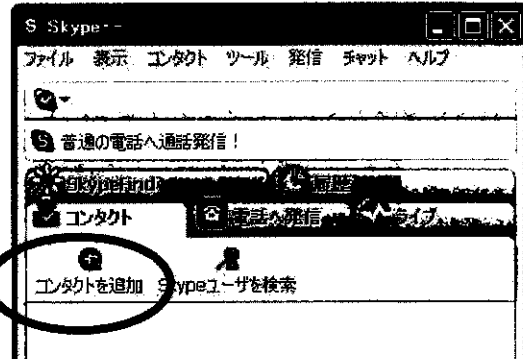 S Skype--
ファイル 表示 コンタクト ツール 発信 チャット ヘルプ
普通の電話へ通話発信！
SkypeFind 履歴
コンタクト 電話へ発信 ライブ
コンタクトを追加 Skypeユーザを検索